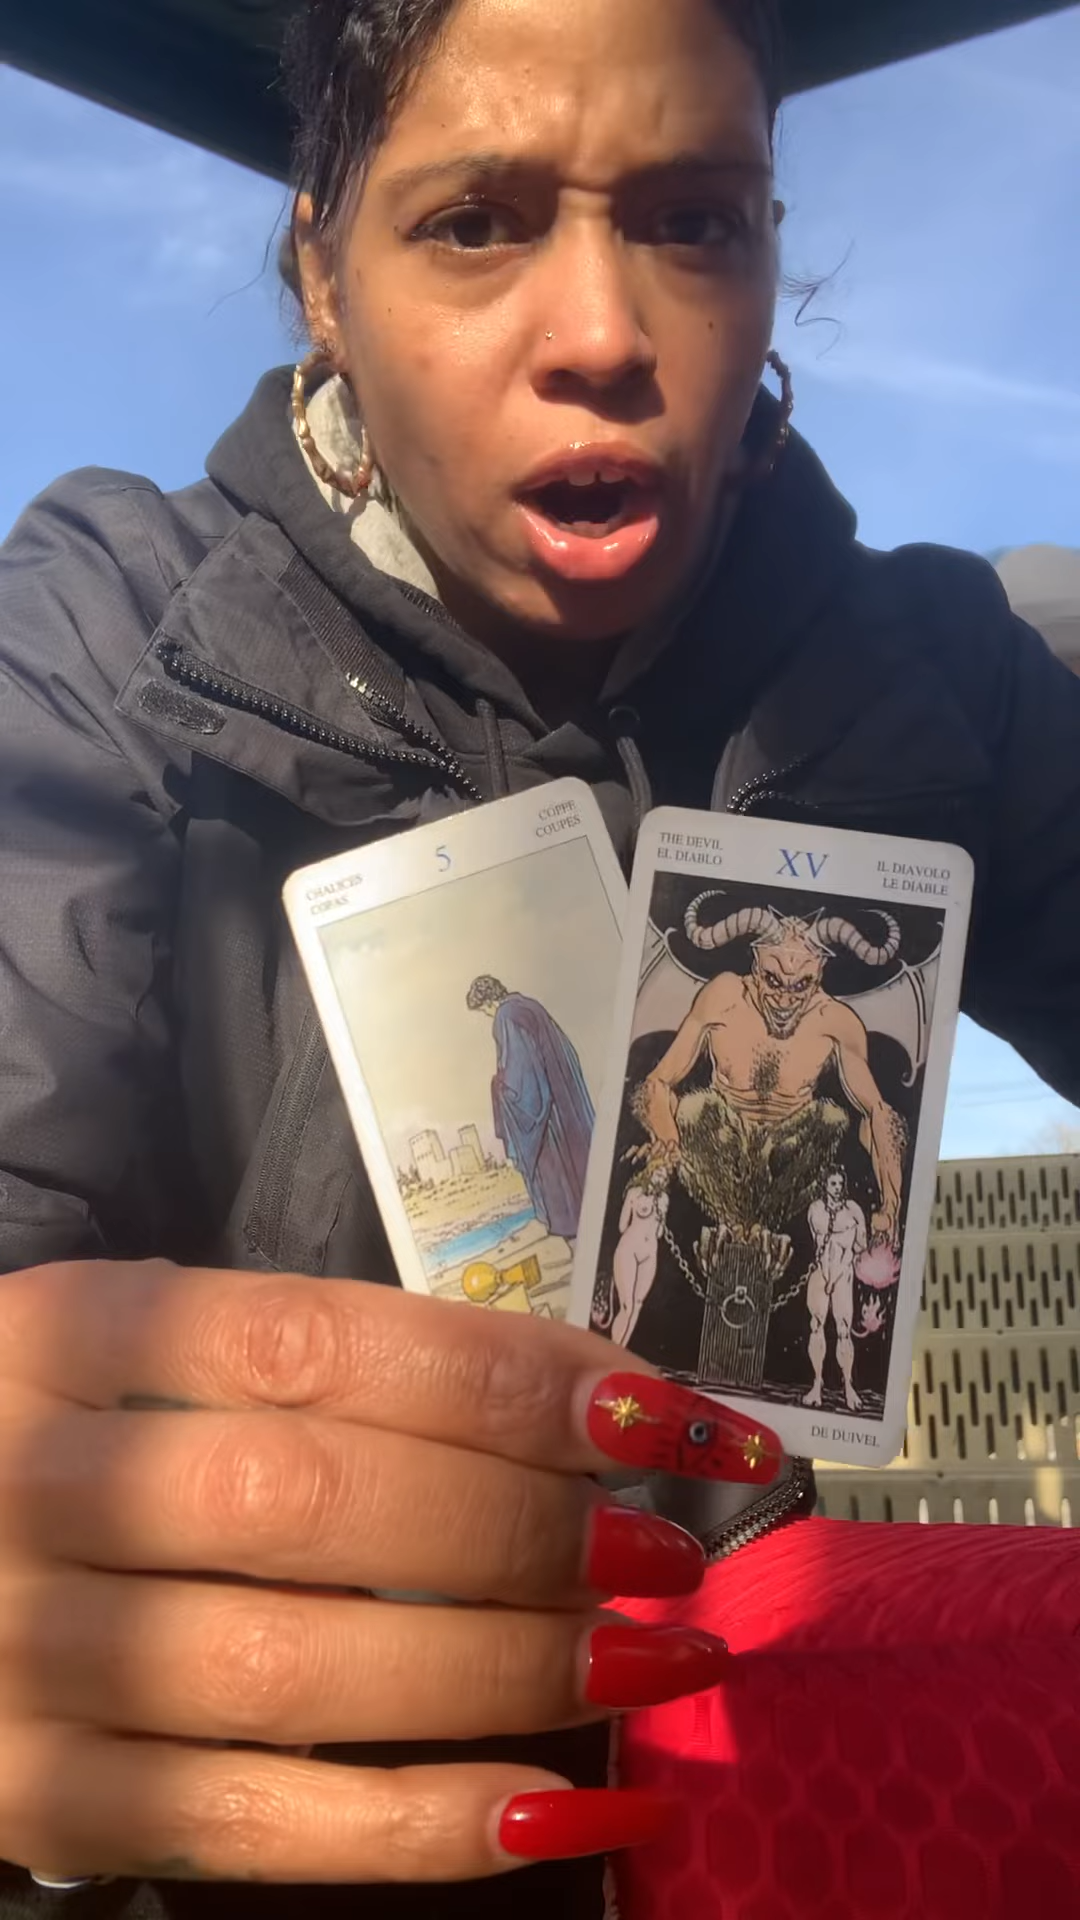 CHALICES
COPAS
5
COPPE
COUPES
THE DEVIL
EL DIABLO
XV
IL DIAVOLO
LE DIABLE
DE DUIVEL